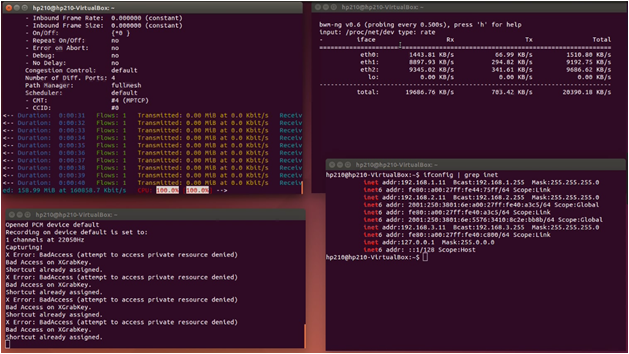 hp210@hp210-VirtualBox: ~
- Inbound Frame Rate: 0.000000 (constant)
- Inbound Frame Size: 0.000000 (constant)
- On/Off: {*0 }
- Repeat On/Off: no
- Error on Abort: no
- Debug: no
- No Delay: no
Congestion Control: default
Number of Diff. Ports: 4
Path Manager: fullmesh
Scheduler: default
- CMT: #4 (MPTCP)
- CCID: #0
<-- Duration: 0:00:31 Flows: 1 Transmitted: 0.00 MiB at 0.0 Kbit/s Receiv
<-- Duration: 0:00:32 Flows: 1 Transmitted: 0.00 MiB at 0.0 Kbit/s Receiv
<-- Duration: 0:00:33 Flows: 1 Transmitted: 0.00 MiB at 0.0 Kbit/s Receiv
<-- Duration: 0:00:34 Flows: 1 Transmitted: 0.00 MiB at 0.0 Kbit/s Receiv
<-- Duration: 0:00:35 Flows: 1 Transmitted: 0.00 MiB at 0.0 Kbit/s Receiv
<-- Duration: 0:00:36 Flows: 1 Transmitted: 0.00 MiB at 0.0 Kbit/s Receiv
<-- Duration: 0:00:37 Flows: 1 Transmitted: 0.00 MiB at 0.0 Kbit/s Receiv
<-- Duration: 0:00:38 Flows: 1 Transmitted: 0.00 MiB at 0.0 Kbit/s Receiv
<-- Duration: 0:00:39 Flows: 1 Transmitted: 0.00 MiB at 0.0 Kbit/s Receiv
<-- Duration: 0:00:40 Flows: 1 Transmitted: 0.00 MiB at 0.0 Kbit/s Receiv
ed: 158.99 MiB at 160858.7 Kbit/s CPU: 100.0% 100.0% -->
hp210@hp210-VirtualBox: ~
bwm-ng v0.6 (probing every 0.500s), press 'h' for help
input: /proc/net/dev type: rate
iface Rx Tx Total
eth0: 1443.81 KB/s 66.99 KB/s 1510.80 KB/s
eth1: 8897.93 KB/s 294.82 KB/s 9192.75 KB/s
eth2: 9345.02 KB/s 341.61 KB/s 9686.62 KB/s
lo: 0.00 KB/s 0.00 KB/s 0.00 KB/s
total: 19686.76 KB/s 703.42 KB/s 20390.18 KB/s
hp210@hp210-VirtualBox: ~
Opened PCM device default
Recording on device default is set to:
1 channels at 22050Hz
Capturing!
X Error: BadAccess (attempt to access private resource denied)
Bad Access on XGrabKey.
Shortcut already assigned.
X Error: BadAccess (attempt to access private resource denied)
Bad Access on XGrabKey.
Shortcut already assigned.
X Error: BadAccess (attempt to access private resource denied)
Bad Access on XGrabKey.
Shortcut already assigned.
X Error: BadAccess (attempt to access private resource denied)
Bad Access on XGrabKey.
Shortcut already assigned.
hp210@hp210-VirtualBox: ~
hp210@hp210-VirtualBox:~$ ifconfig | grep inet
inet addr:192.168.1.11 Bcast:192.168.1.255 Mask:255.255.255.0
inet6 addr: fe80::a00:27ff:fe44:75ff/64 Scope:Link
inet addr:192.168.2.11 Bcast:192.168.2.255 Mask:255.255.255.0
inet6 addr: 2001:250:3801:6e:a00:27ff:fe40:a3c5/64 Scope:Global
inet6 addr: fe80::a00:27ff:fe40:a3c5/64 Scope:Link
inet6 addr: 2001:250:3801:6e:5576:3410:8c2e:bb8b/64 Scope:Global
inet addr:192.168.3.11 Bcast:192.168.3.255 Mask:255.255.255.0
inet6 addr: fe80::a00:27ff:fe40:c800/64 Scope:Link
inet addr:127.0.0.1 Mask:255.0.0.0
inet6 addr: ::1/128 Scope:Host
hp210@hp210-VirtualBox:~$